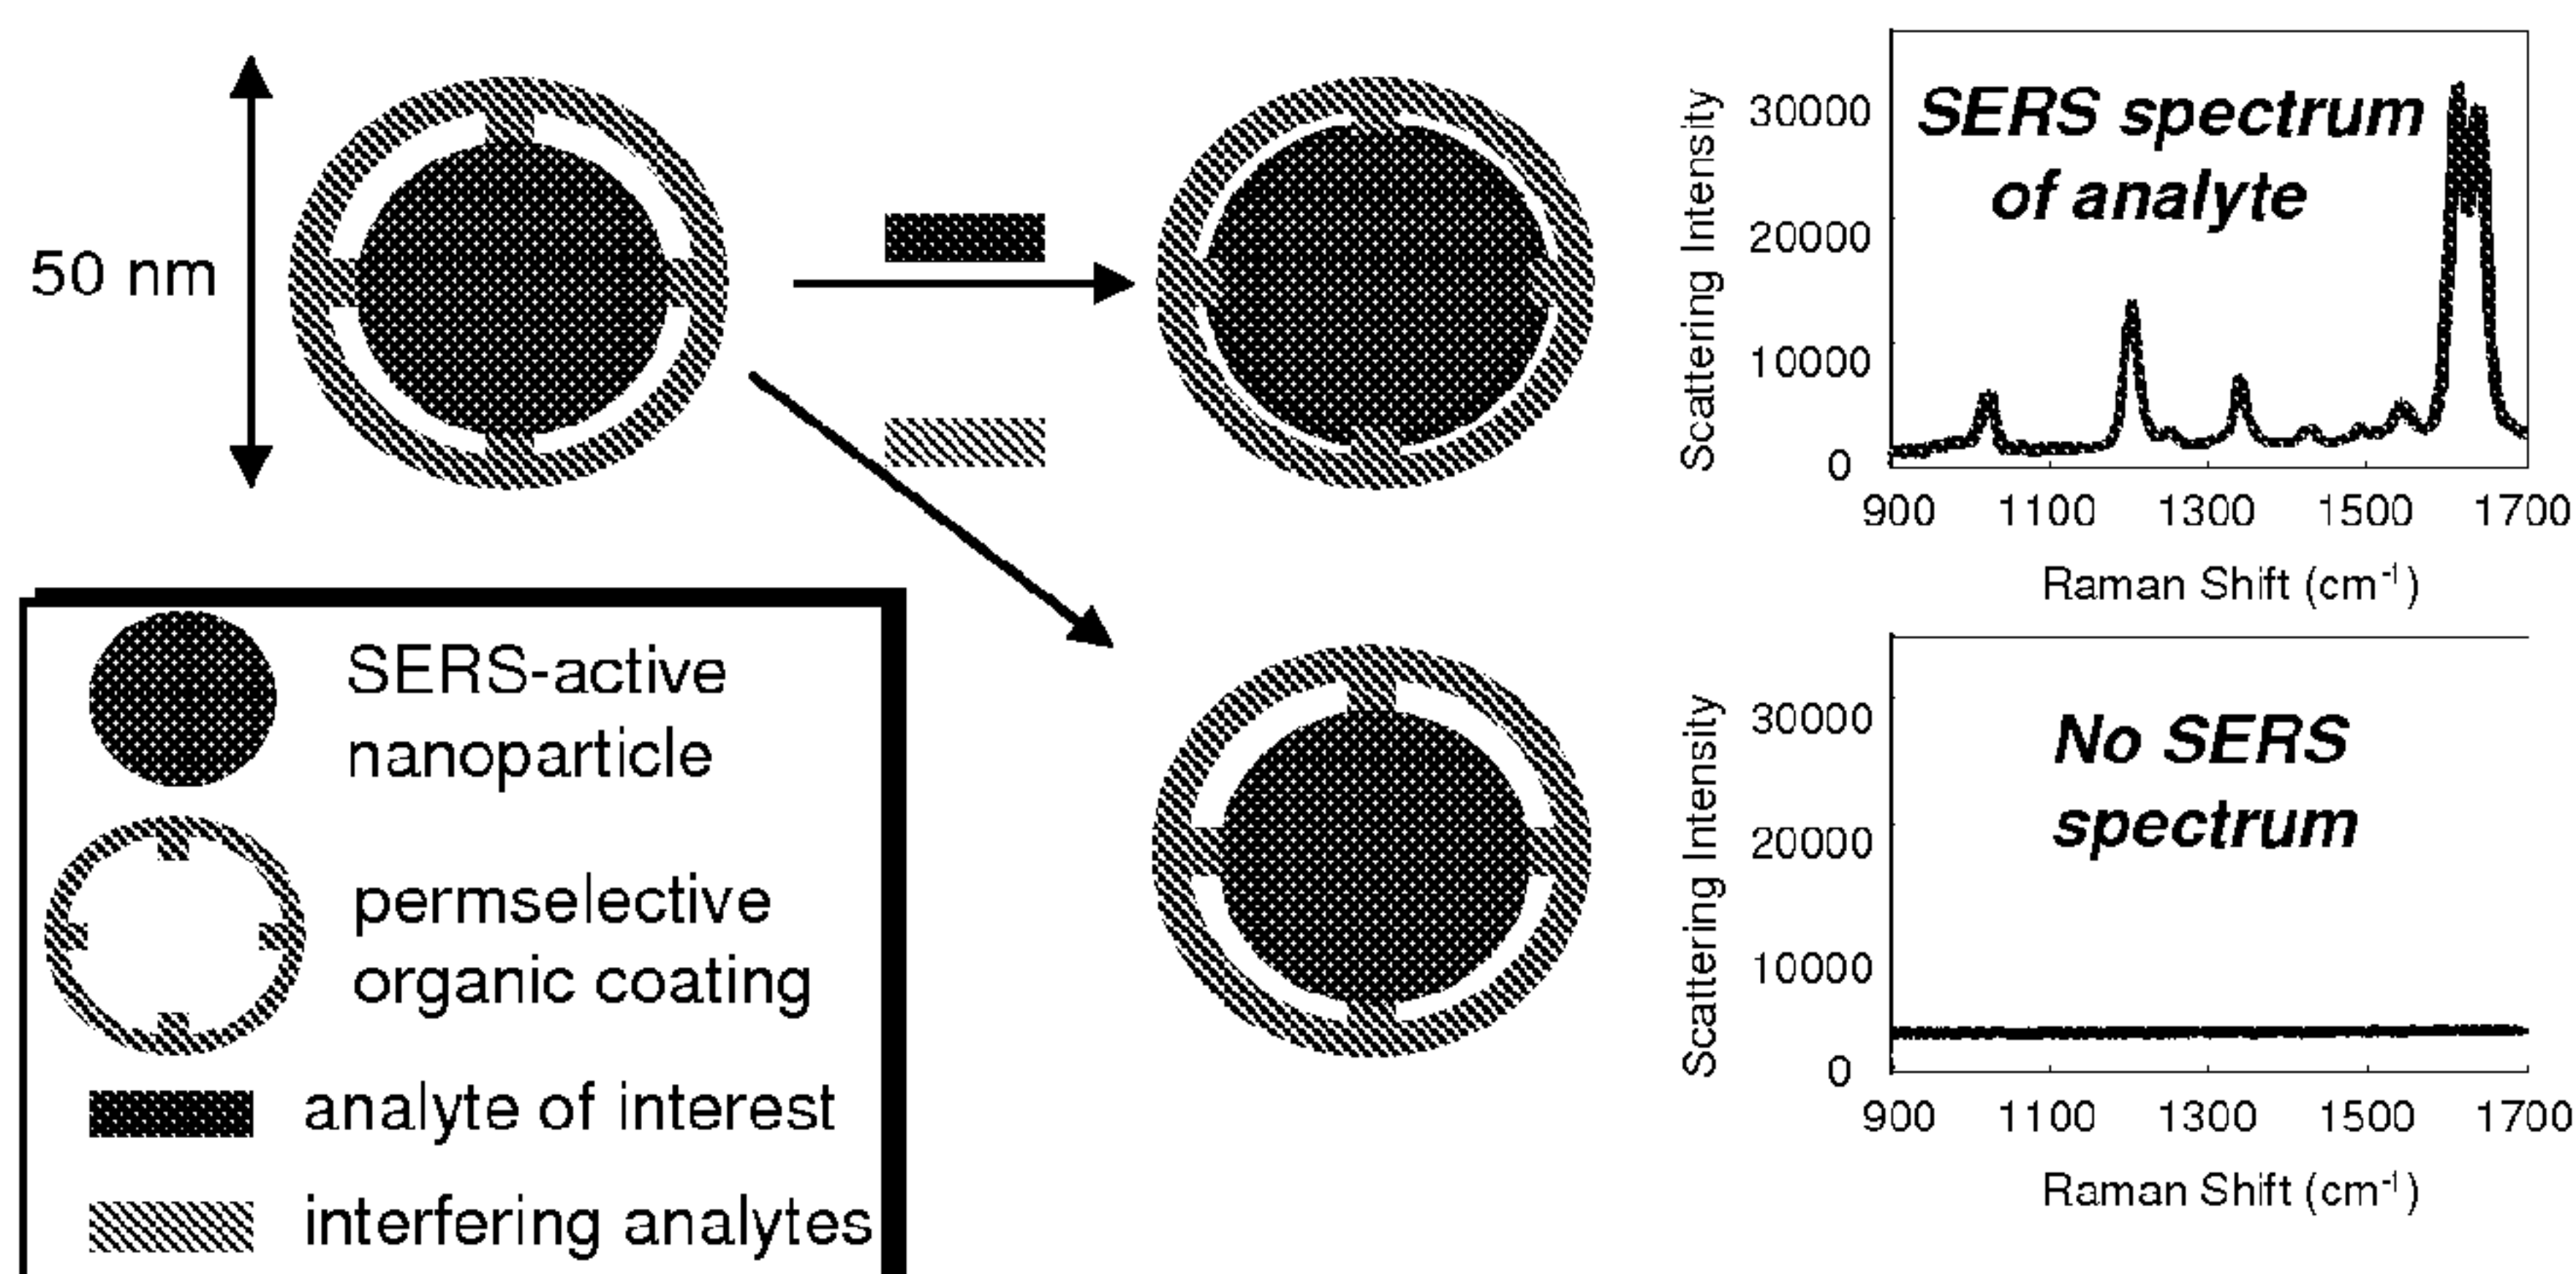 50 nm
SERS-active
nanoparticle
permselective
organic coating
analyte of interest
interfering analytes
SERS spectrum
of analyte
Scattering Intensity
30000
20000
10000
0
900 1100 1300 1500 1700
Raman Shift (cm⁻¹)
No SERS
spectrum
Scattering Intensity
30000
20000
10000
0
900 1100 1300 1500 1700
Raman Shift (cm⁻¹)